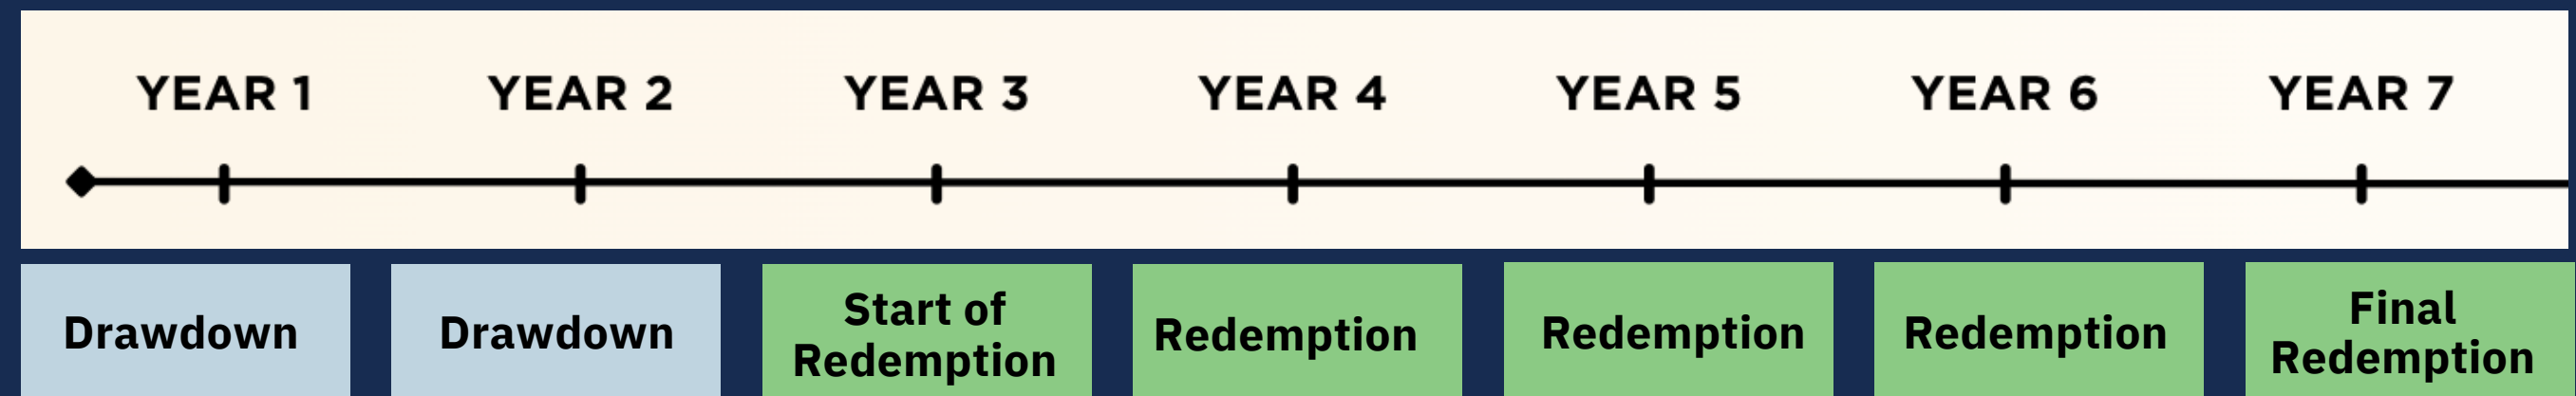 YEAR 1 YEAR 2 YEAR 3 YEAR 4 YEAR 5 YEAR 6 YEAR 7
Drawdown
Drawdown
Start of
Redemption
Redemption
Redemption
Redemption
Final
Redemption